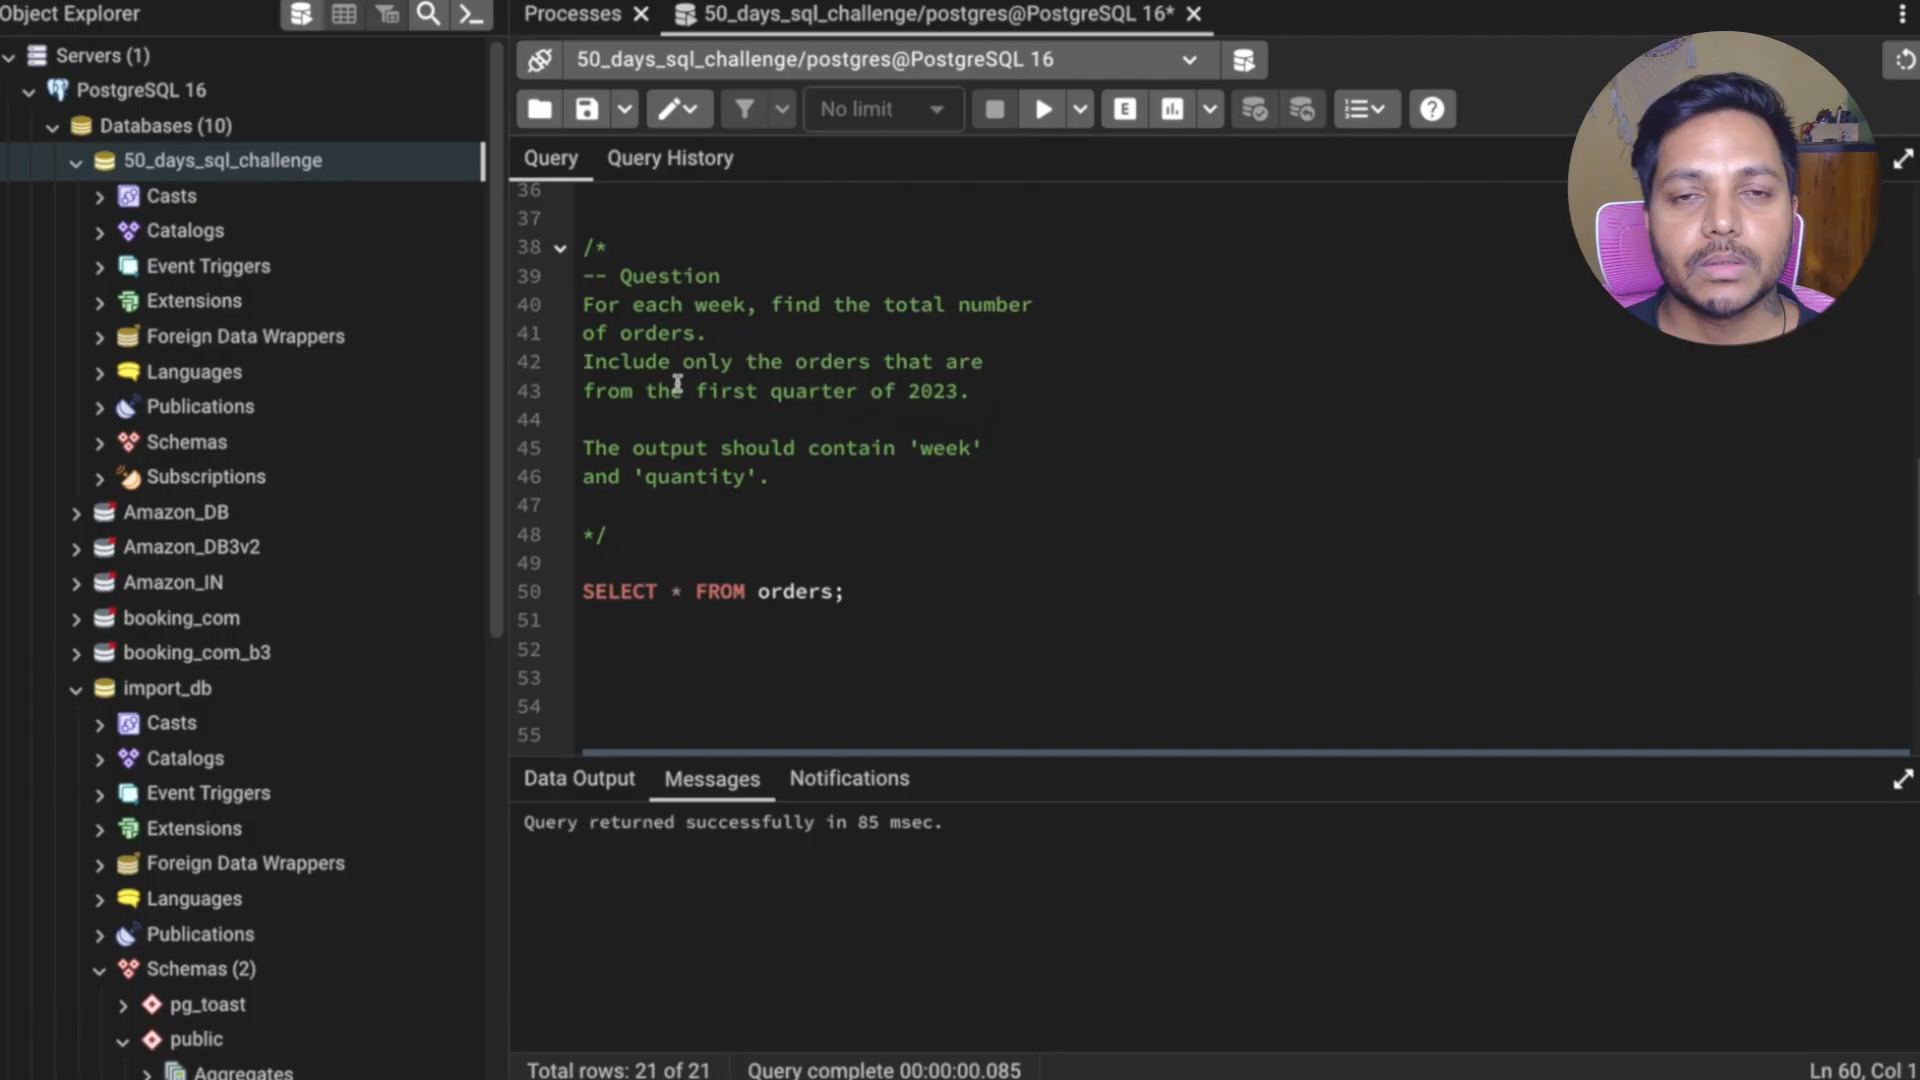 Object Explorer
Processes
50_days_sql_challenge/postgres@PostgreSQL 16*
Servers (1)
PostgreSQL 16
Databases (10)
50_days_sql_challenge
Casts
Catalogs
Event Triggers
Extensions
Foreign Data Wrappers
Languages
Publications
Schemas
Subscriptions
Amazon_DB
Amazon_DB3v2
Amazon_IN
booking_com
booking_com_b3
import_db
Casts
Catalogs
Event Triggers
Extensions
Foreign Data Wrappers
Languages
Publications
Schemas (2)
pg_toast
public
Aggregates
50_days_sql_challenge/postgres@PostgreSQL 16
No limit
E
Query
Query History
36
37
38 /*
39 -- Question
40 For each week, find the total number
41 of orders.
42 Include only the orders that are
43 from the first quarter of 2023.
44
45 The output should contain 'week'
46 and 'quantity'.
47
48 */
49
50 SELECT * FROM orders;
51
52
53
54
55
Data Output
Messages
Notifications
Query returned successfully in 85 msec.
Total rows: 21 of 21
Query complete 00:00:00.085
Ln 60, Col 1